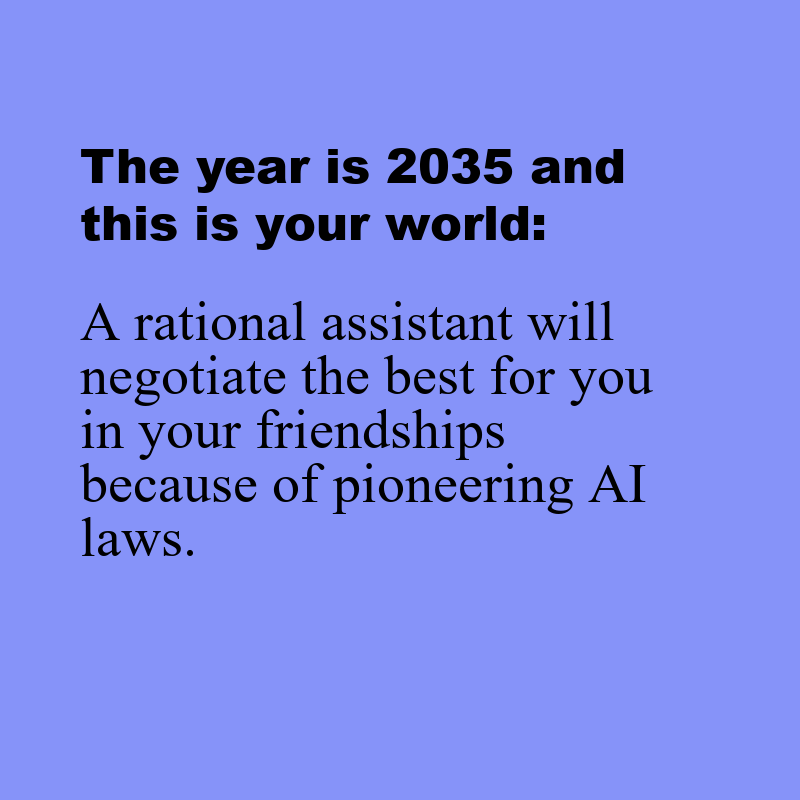 The year is 2035 and
this is your world:
A rational assistant will
negotiate the best for you
in your friendships
because of pioneering AI
laws.